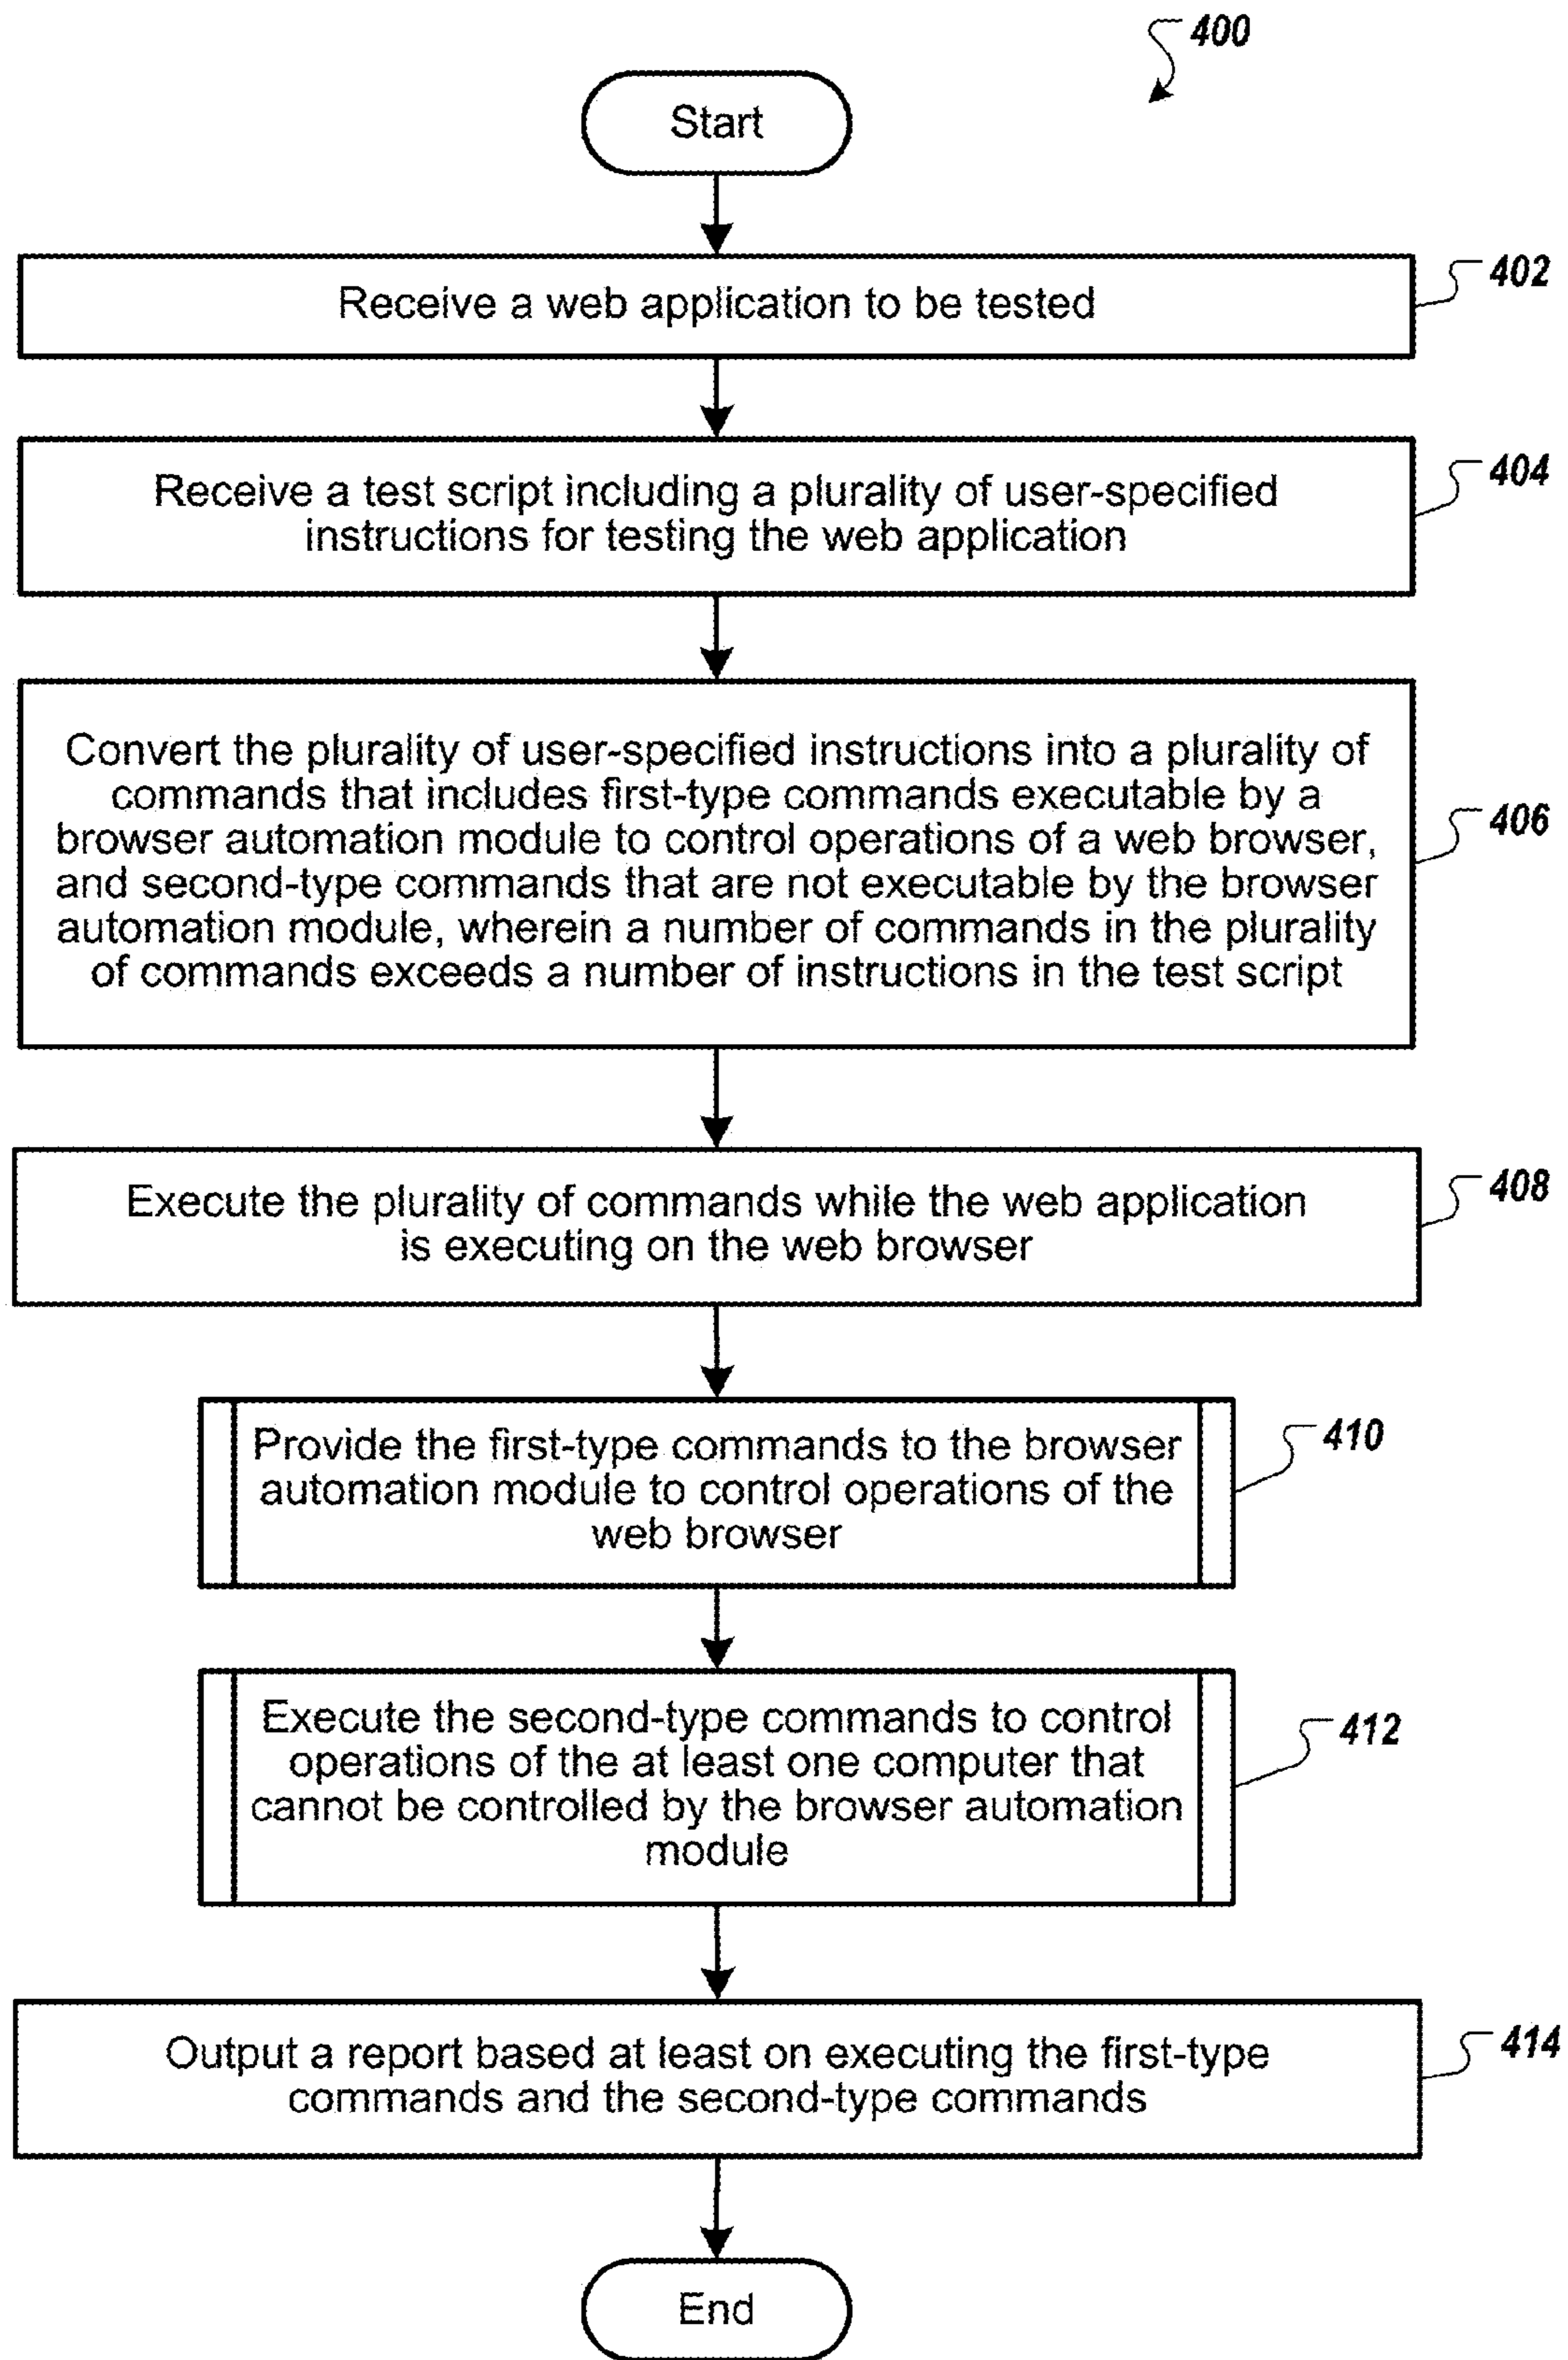 400
Start
Receive a web application to be tested
402
Receive a test script including a plurality of user-specified
instructions for testing the web application
404
Convert the plurality of user-specified instructions into a plurality of
commands that includes first-type commands executable by a
browser automation module to control operations of a web browser,
and second-type commands that are not executable by the browser
automation module, wherein a number of commands in the plurality
of commands exceeds a number of instructions in the test script
406
Execute the plurality of commands while the web application
is executing on the web browser
408
Provide the first-type commands to the browser
automation module to control operations of the
web browser
410
Execute the second-type commands to control
operations of the at least one computer that
cannot be controlled by the browser automation
module
412
Output a report based at least on executing the first-type
commands and the second-type commands
414
End